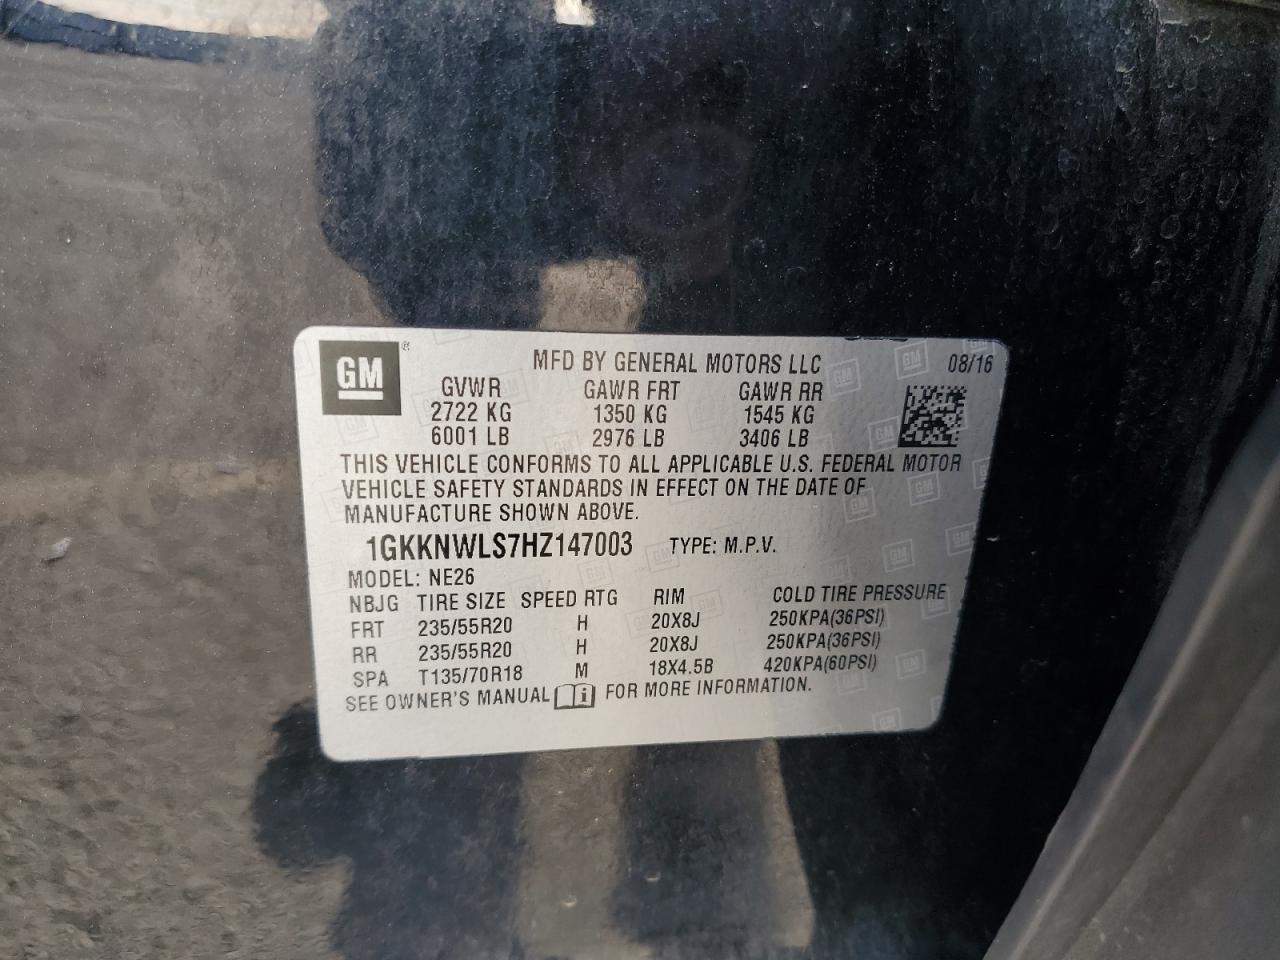 GM ®
MFD BY GENERAL MOTORS LLC 08/16
GVWR GAWR FRT GAWR RR
2722 KG 1350 KG 1545 KG
6001 LB 2976 LB 3406 LB
THIS VEHICLE CONFORMS TO ALL APPLICABLE U.S. FEDERAL MOTOR
VEHICLE SAFETY STANDARDS IN EFFECT ON THE DATE OF
MANUFACTURE SHOWN ABOVE.
1GKKNWLS7HZ147003 TYPE: M.P.V.
MODEL: NE26
NBJG TIRE SIZE SPEED RTG RIM COLD TIRE PRESSURE
FRT 235/55R20 H 20X8J 250KPA(36PSI)
RR 235/55R20 H 20X8J 250KPA(36PSI)
SPA T135/70R18 M 18X4.5B 420KPA(60PSI)
SEE OWNER'S MANUAL i FOR MORE INFORMATION.